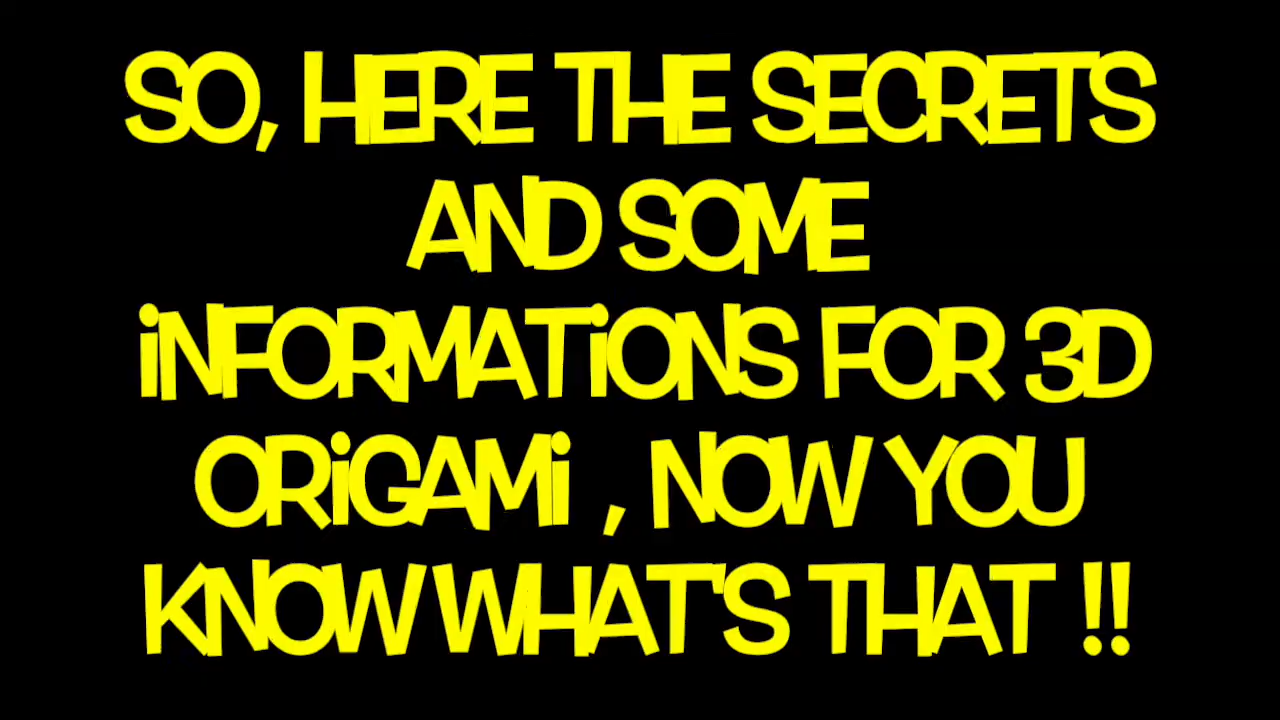 SO, HERE THE SECRETS
AND SOME
iNFORMATiONS FOR 3D
ORiGAMi , NOW YOU
KNOW WHAT'S THAT !!